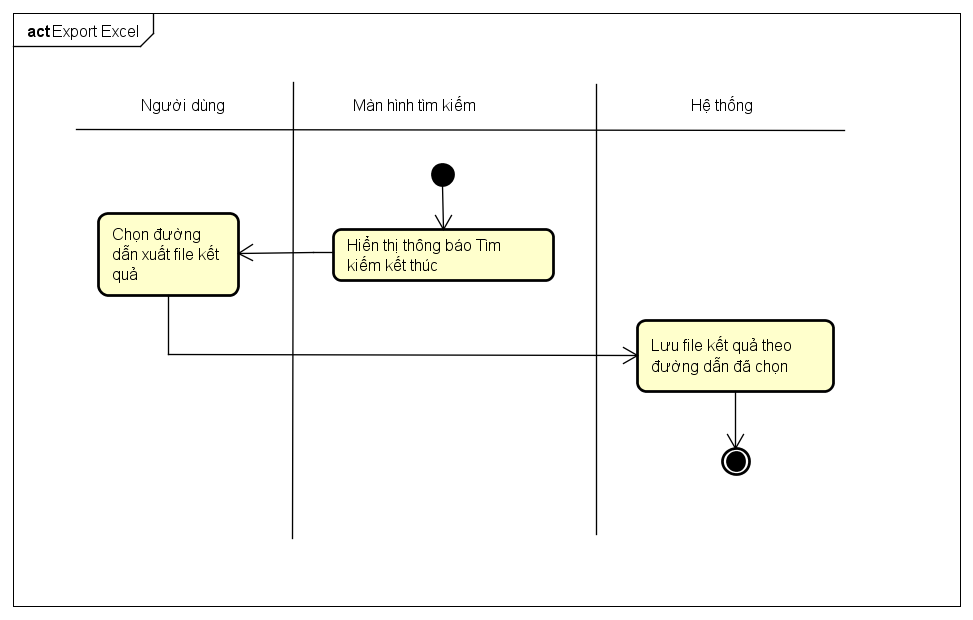 act Export Excel
Người dùng
Màn hình tìm kiếm
Hệ thống
Hiển thị thông báo Tìm
kiếm kết thúc
Chọn đường
dẫn xuất file kết
quả
Lưu file kết quả theo
đường dẫn đã chọn